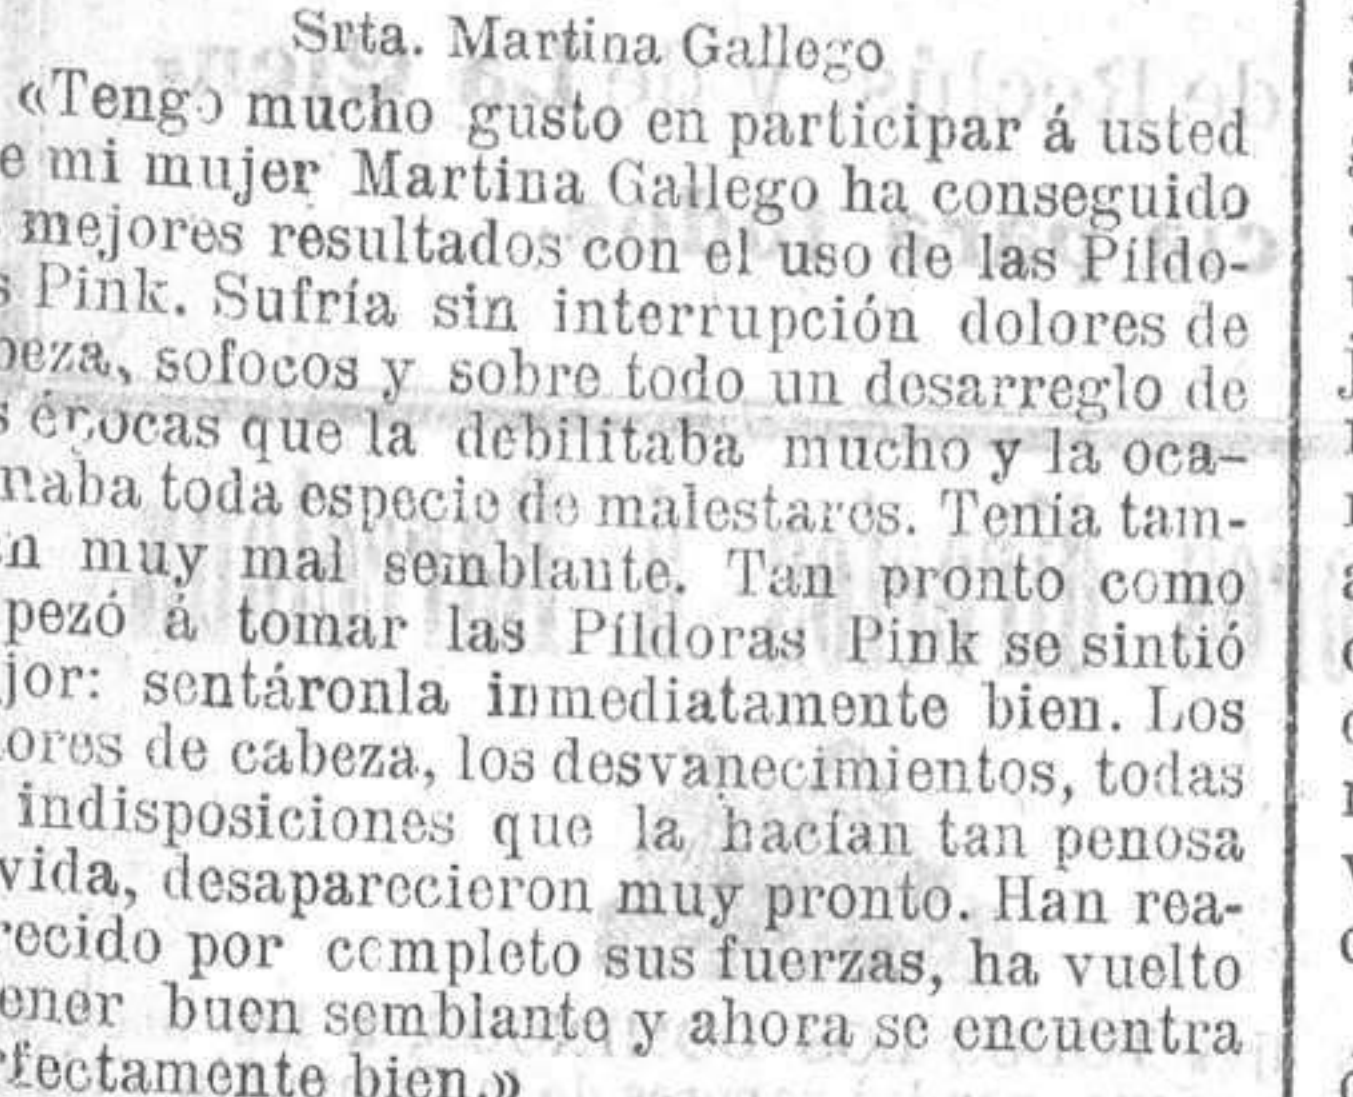 Srta. Martina Gallego
«Tengo mucho gusto en participar á usted
e mi mujer Martina Gallego ha conseguido
mejores resultados con el uso de las Píldo-
s Pink. Sufría sin interrupción dolores de
beza, sofocos y sobre todo un desarreglo de
s épocas que la debilitaba mucho y la oca-
naba toda especie de malestares. Tenía tam-
n muy mal semblante. Tan pronto como
pezó á tomar las Píldoras Pink se sintió
jor: sentáronla inmediatamente bien. Los
ores de cabeza, los desvanecimientos, todas
indisposiciones que la hacían tan penosa
vida, desaparecieron muy pronto. Han rea-
recido por completo sus fuerzas, ha vuelto
ener buen semblante y ahora se encuentra
rfectamente bien.»